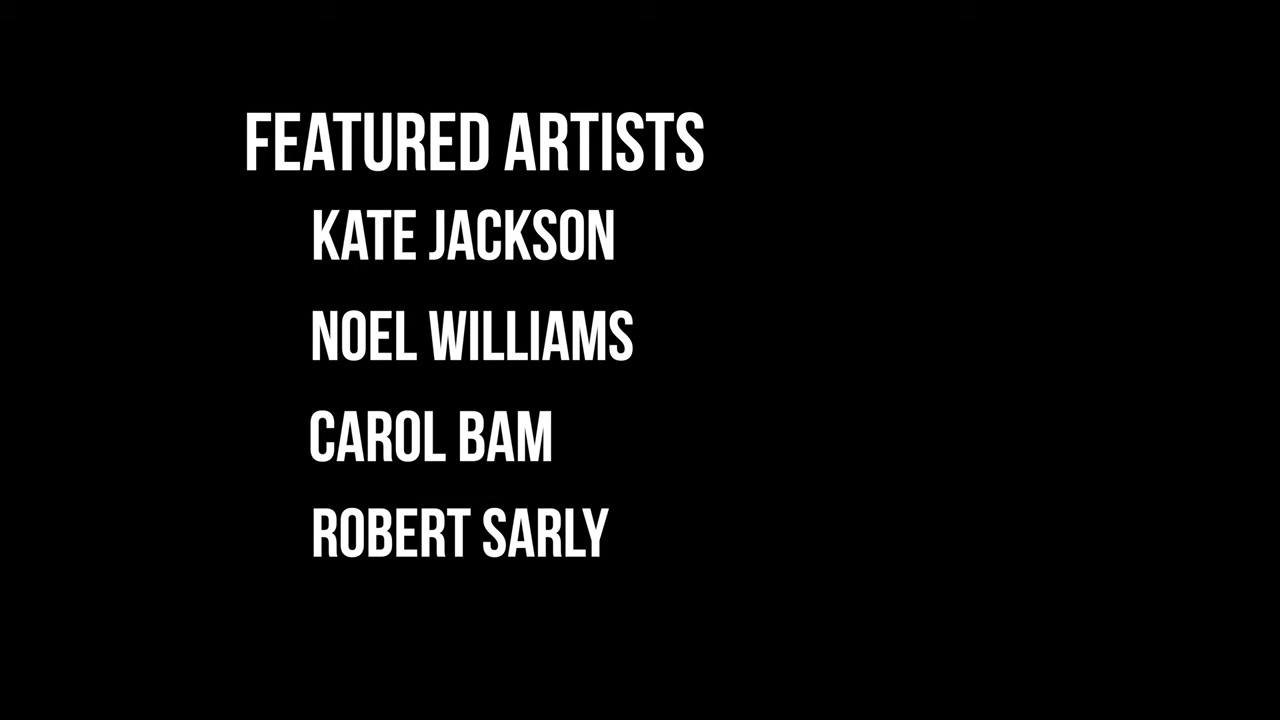 FEATURED ARTISTS
KATE JACKSON
NOEL WILLIAMS
CAROL BAM
ROBERT SARLY